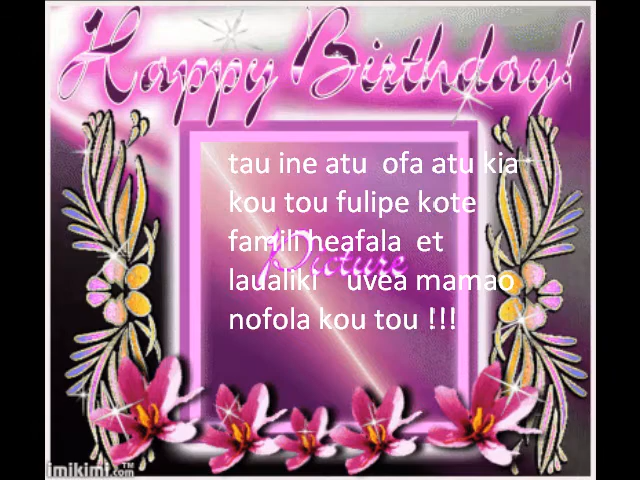 Happy Birthday!
tau ine atu ofa atu kia
kou tou fulipe kote
famili heafala et
Picture
laualiki uvea mamao
nofola kou tou !!!
imikimi.com™